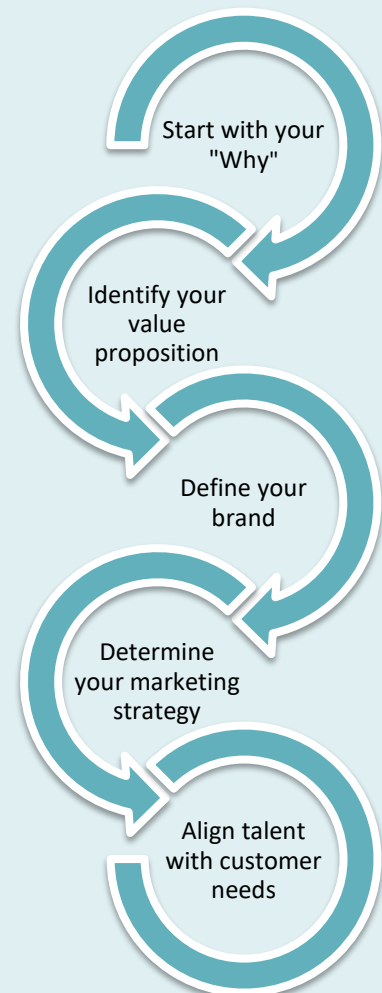 Start with your
"Why"
Identify your
value
proposition
Define your
brand
Determine
your marketing
strategy
Align talent
with customer
needs